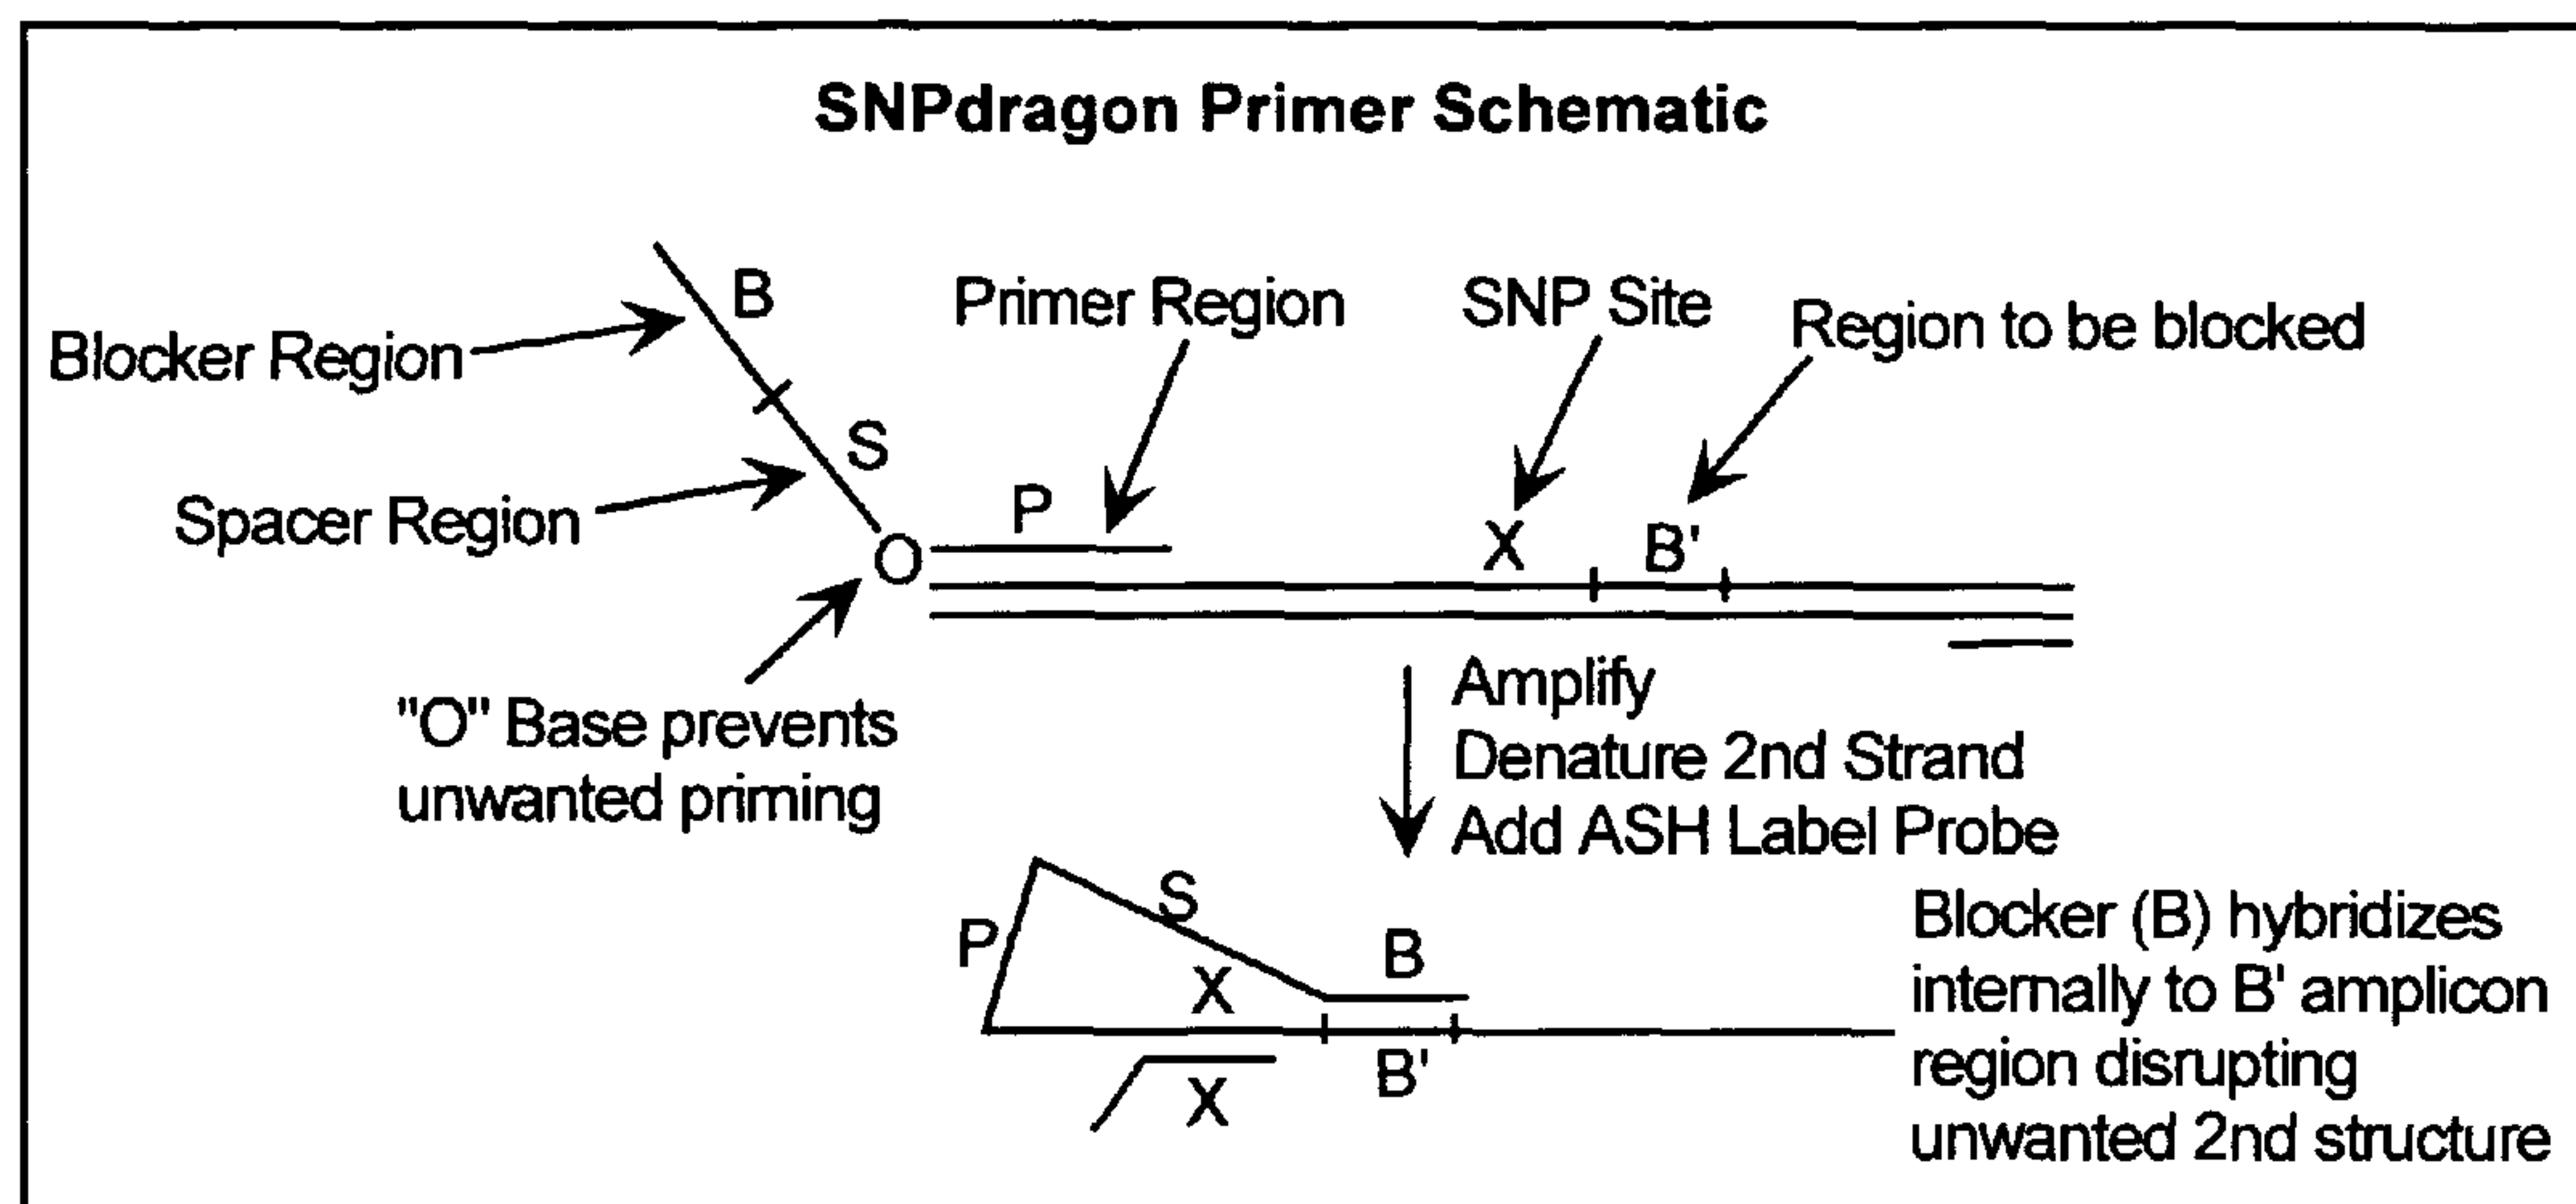 SNPdragon Primer Schematic
B
Primer Region
SNP Site
Region to be blocked
Blocker Region
S
Spacer Region
P
O
X
B'
"O" Base prevents
unwanted priming
Amplify
Denature 2nd Strand
Add ASH Label Probe
S
P
X
B
B'
X
Blocker (B) hybridizes
internally to B' amplicon
region disrupting
unwanted 2nd structure